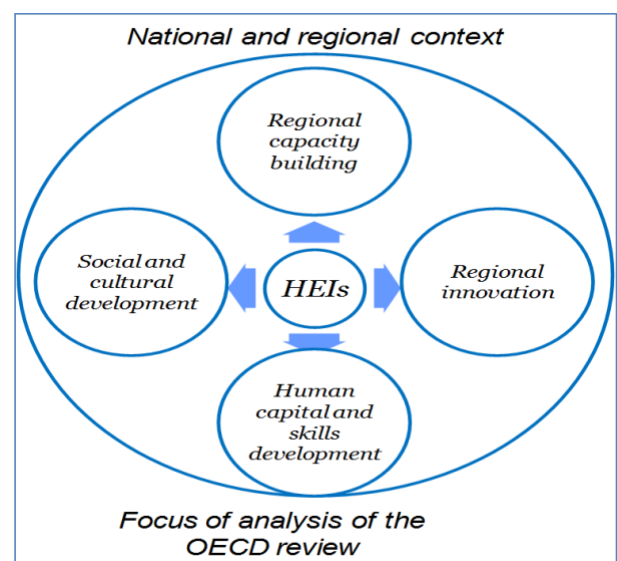 National and regional context
Regional
capacity
building
Social and
cultural
development
HEIs
Regional
innovation
Human
capital and
skills
development
Focus of analysis of the
OECD review